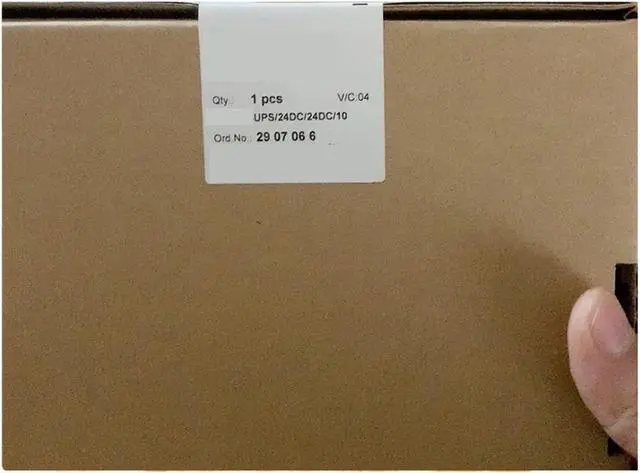 Qty.: 1 pcs V/C:04
UPS/24DC/24DC/10
Ord.No.: 29 07 06 6